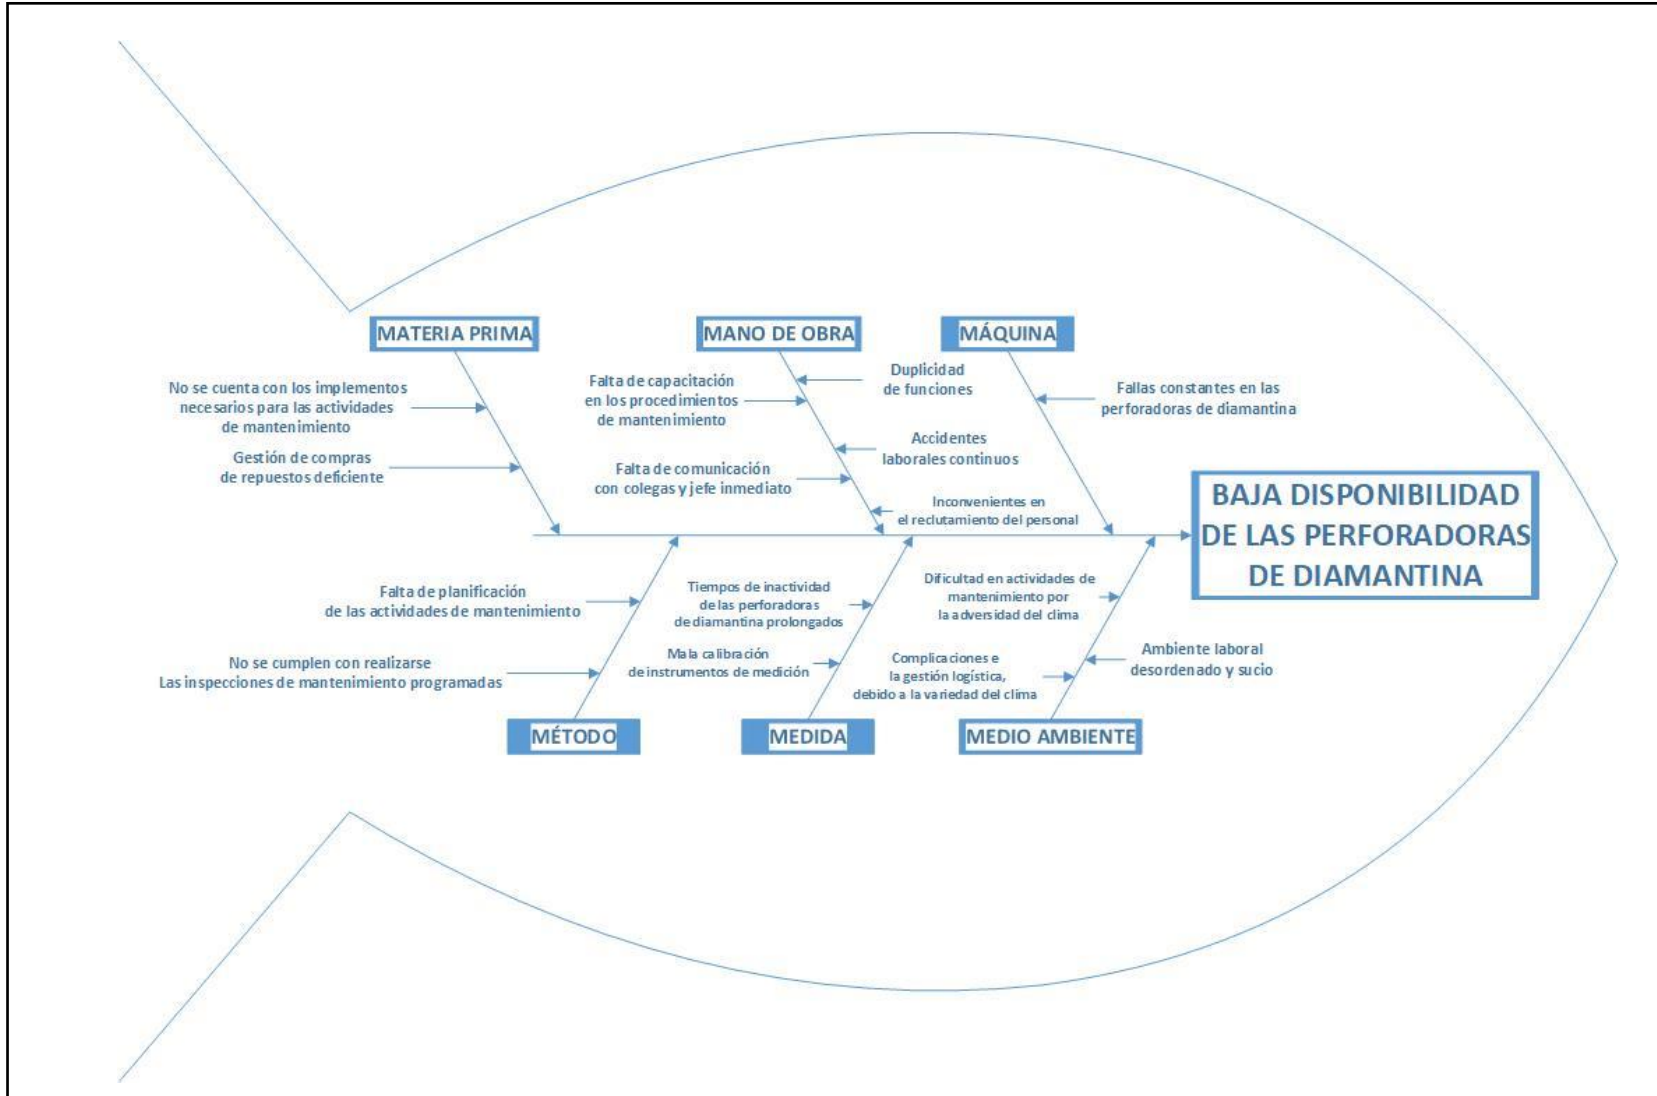 MATERIA PRIMA
No se cuenta con los implementos
necesarios para las actividades
de mantenimiento
Gestión de compras
de repuestos deficiente
MANO DE OBRA
Falta de capacitación
en los procedimientos
de mantenimiento
Duplicidad
de funciones
Accidentes
laborales continuos
Falta de comunicación
con colegas y jefe inmediato
Inconvenientes en
el reclutamiento del personal
MÁQUINA
Fallas constantes en las
perforadoras de diamantina
BAJA DISPONIBILIDAD
DE LAS PERFORADORAS
DE DIAMANTINA
Falta de planificación
de las actividades de mantenimiento
No se cumplen con realizarse
Las inspecciones de mantenimiento programadas
MÉTODO
Tiempos de inactividad
de las perforadoras
de diamantina prolongados
Mala calibración
de instrumentos de medición
MEDIDA
Dificultad en actividades de
mantenimiento por
la adversidad del clima
Complicaciones e
la gestión logística,
debido a la variedad del clima
Ambiente laboral
desordenado y sucio
MEDIO AMBIENTE